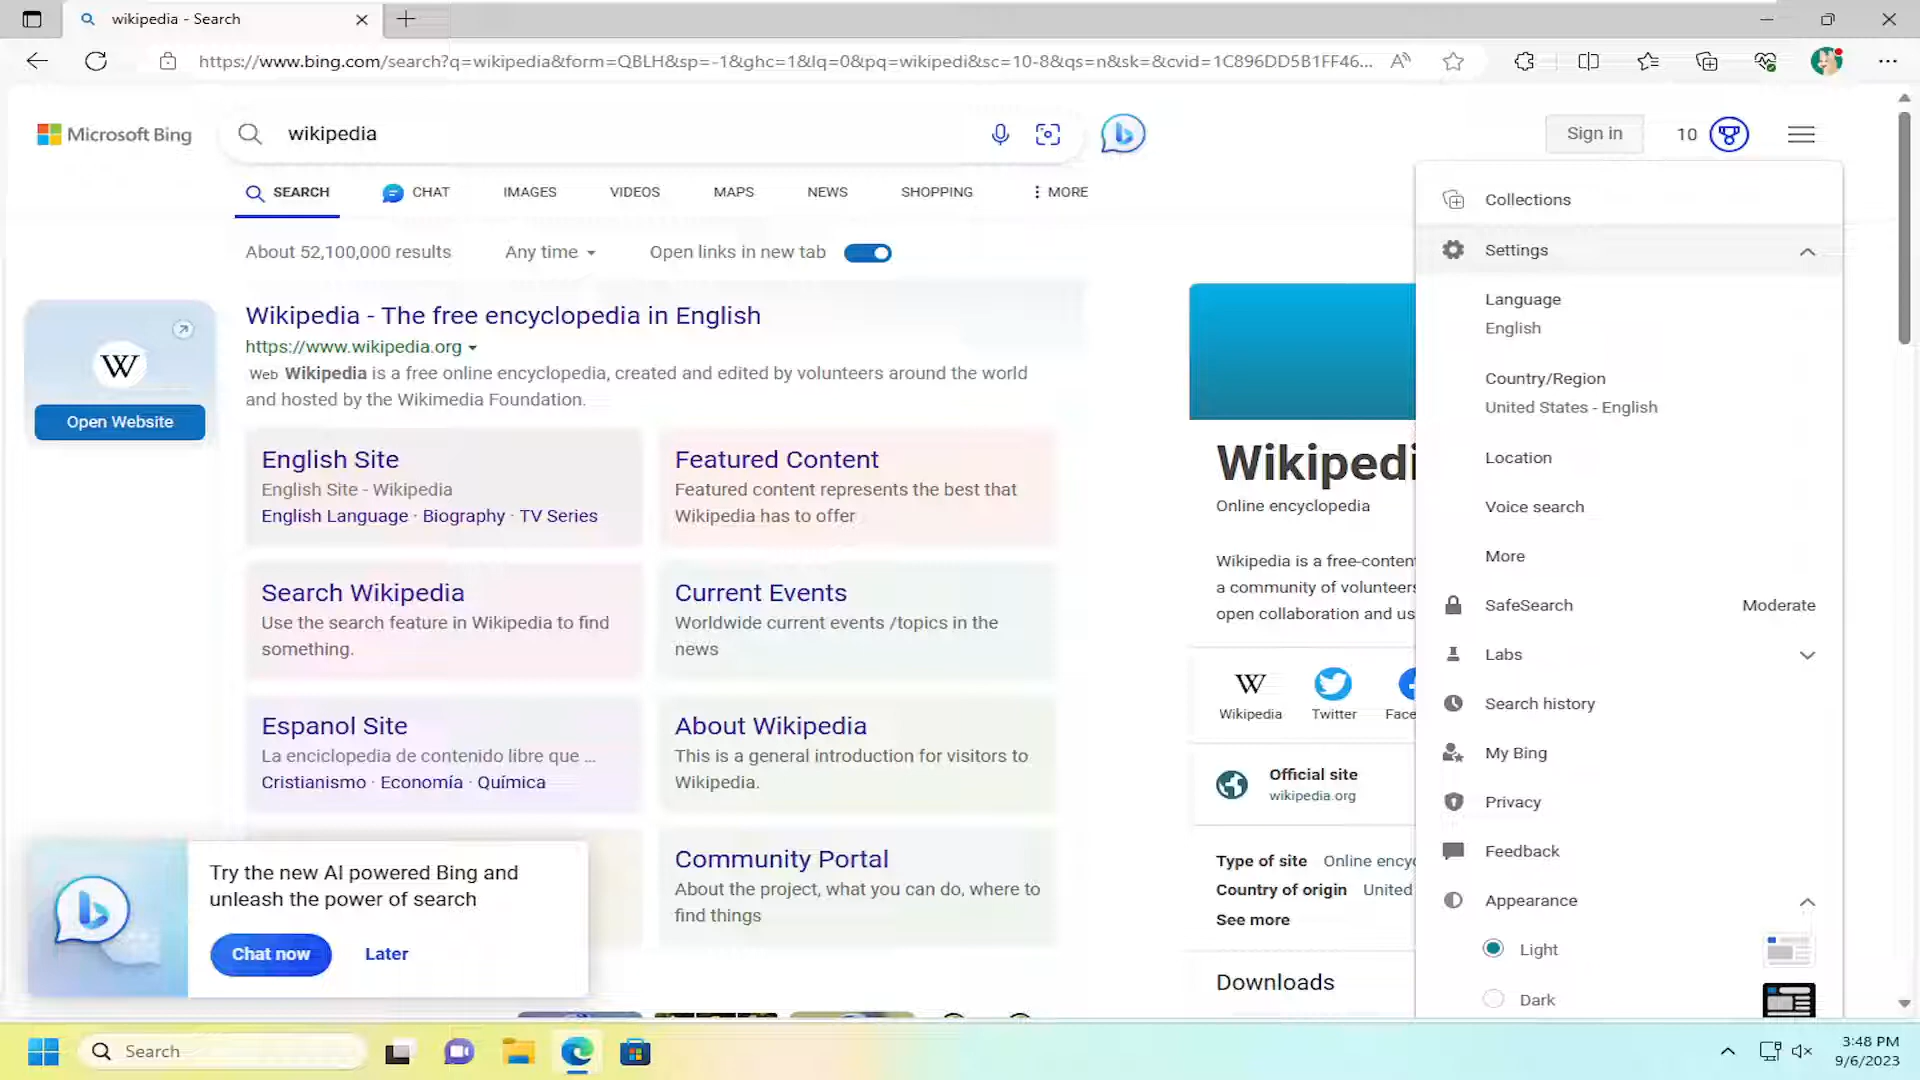 wikipedia - Search
https://www.bing.com/search?q=wikipedia&form=QBLH&sp=-1&ghc=1&lq=0&pq=wikipedi&sc=10-8&qs=n&sk=&cvid=1C896DD5B1FF46...
Microsoft Bing
wikipedia
Sign in
10
SEARCH
CHAT
IMAGES
VIDEOS
MAPS
NEWS
SHOPPING
MORE
About 52,100,000 results
Any time
Open links in new tab
W
Open Website
Wikipedia - The free encyclopedia in English
https://www.wikipedia.org
Web Wikipedia is a free online encyclopedia, created and edited by volunteers around the world
and hosted by the Wikimedia Foundation.
English Site
English Site - Wikipedia
English Language · Biography · TV Series
Featured Content
Featured content represents the best that
Wikipedia has to offer
Search Wikipedia
Use the search feature in Wikipedia to find
something.
Current Events
Worldwide current events /topics in the
news
Espanol Site
La enciclopedia de contenido libre que ...
Cristianismo · Economía · Química
About Wikipedia
This is a general introduction for visitors to
Wikipedia.
Community Portal
About the project, what you can do, where to
find things
Try the new AI powered Bing and
unleash the power of search
Chat now
Later
Wikipedi
Online encyclopedia
Wikipedia is a free-content
a community of volunteers
open collaboration and us
W
Wikipedia
Twitter
Face
Official site
wikipedia.org
Type of site Online ency
Country of origin United
See more
Downloads
Collections
Settings
Language
English
Country/Region
United States - English
Location
Voice search
More
SafeSearch
Moderate
Labs
Search history
My Bing
Privacy
Feedback
Appearance
Light
Dark
Search
3:48 PM
9/6/2023